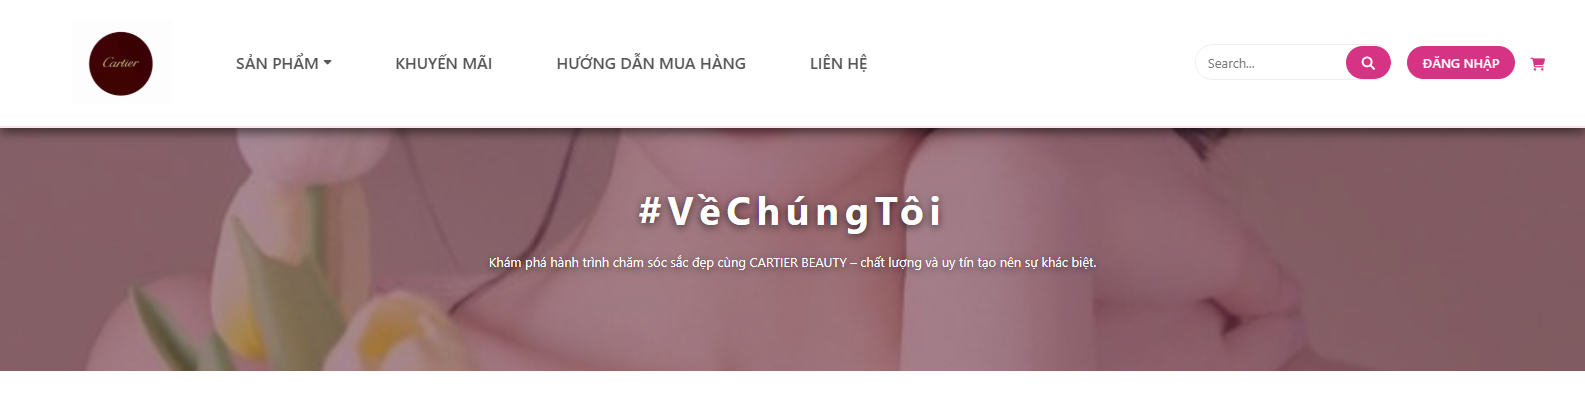 Cartier
SẢN PHẨM
KHUYẾN MÃI
HƯỚNG DẪN MUA HÀNG
LIÊN HỆ
Search...
ĐĂNG NHẬP
#VềChúngTôi
Khám phá hành trình chăm sóc sắc đẹp cùng CARTIER BEAUTY – chất lượng và uy tín tạo nên sự khác biệt.